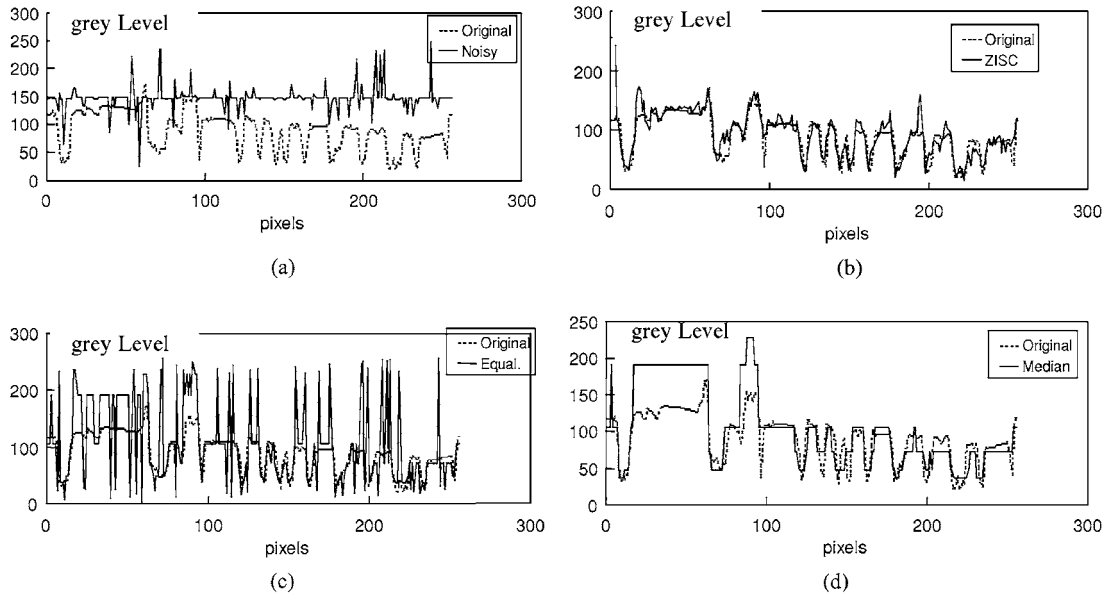 300
250
200
150
100
50
0
grey Level
Original
Noisy
0 100 200 300
pixels
(a)
300
200
100
0
grey Level
Original
ZISC
0 100 200 300
pixels
(b)
300
200
100
0
grey Level
Original
Equal.
0 100 200 300
pixels
(c)
250
200
150
100
50
0
grey Level
Original
Median
0 100 200 300
pixels
(d)